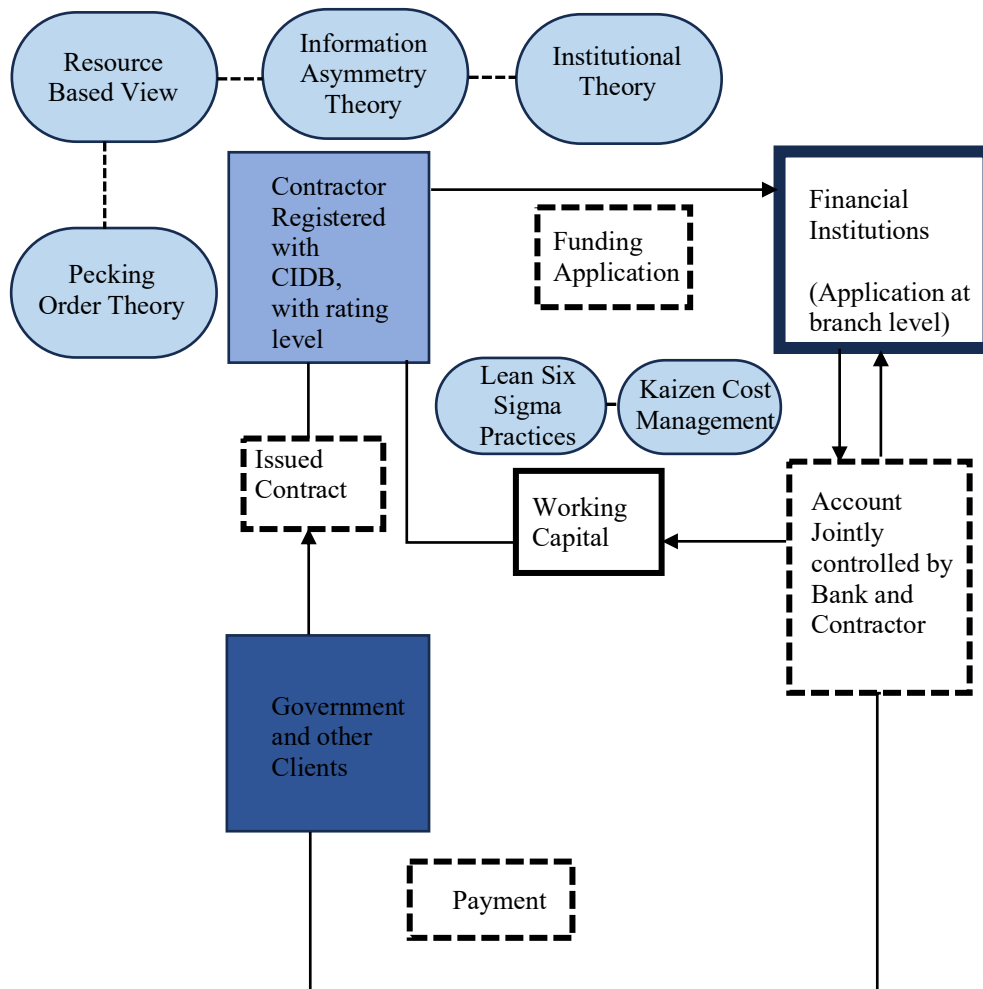 Resource
Based View
Information
Asymmetry
Theory
Institutional
Theory
Pecking
Order Theory
Contractor
Registered
with
CIDB,
with rating
level
Funding
Application
Financial
Institutions
(Application at
branch level)
Lean Six
Sigma
Practices
Kaizen Cost
Management
Issued
Contract
Working
Capital
Account
Jointly
controlled by
Bank and
Contractor
Government
and other
Clients
Payment